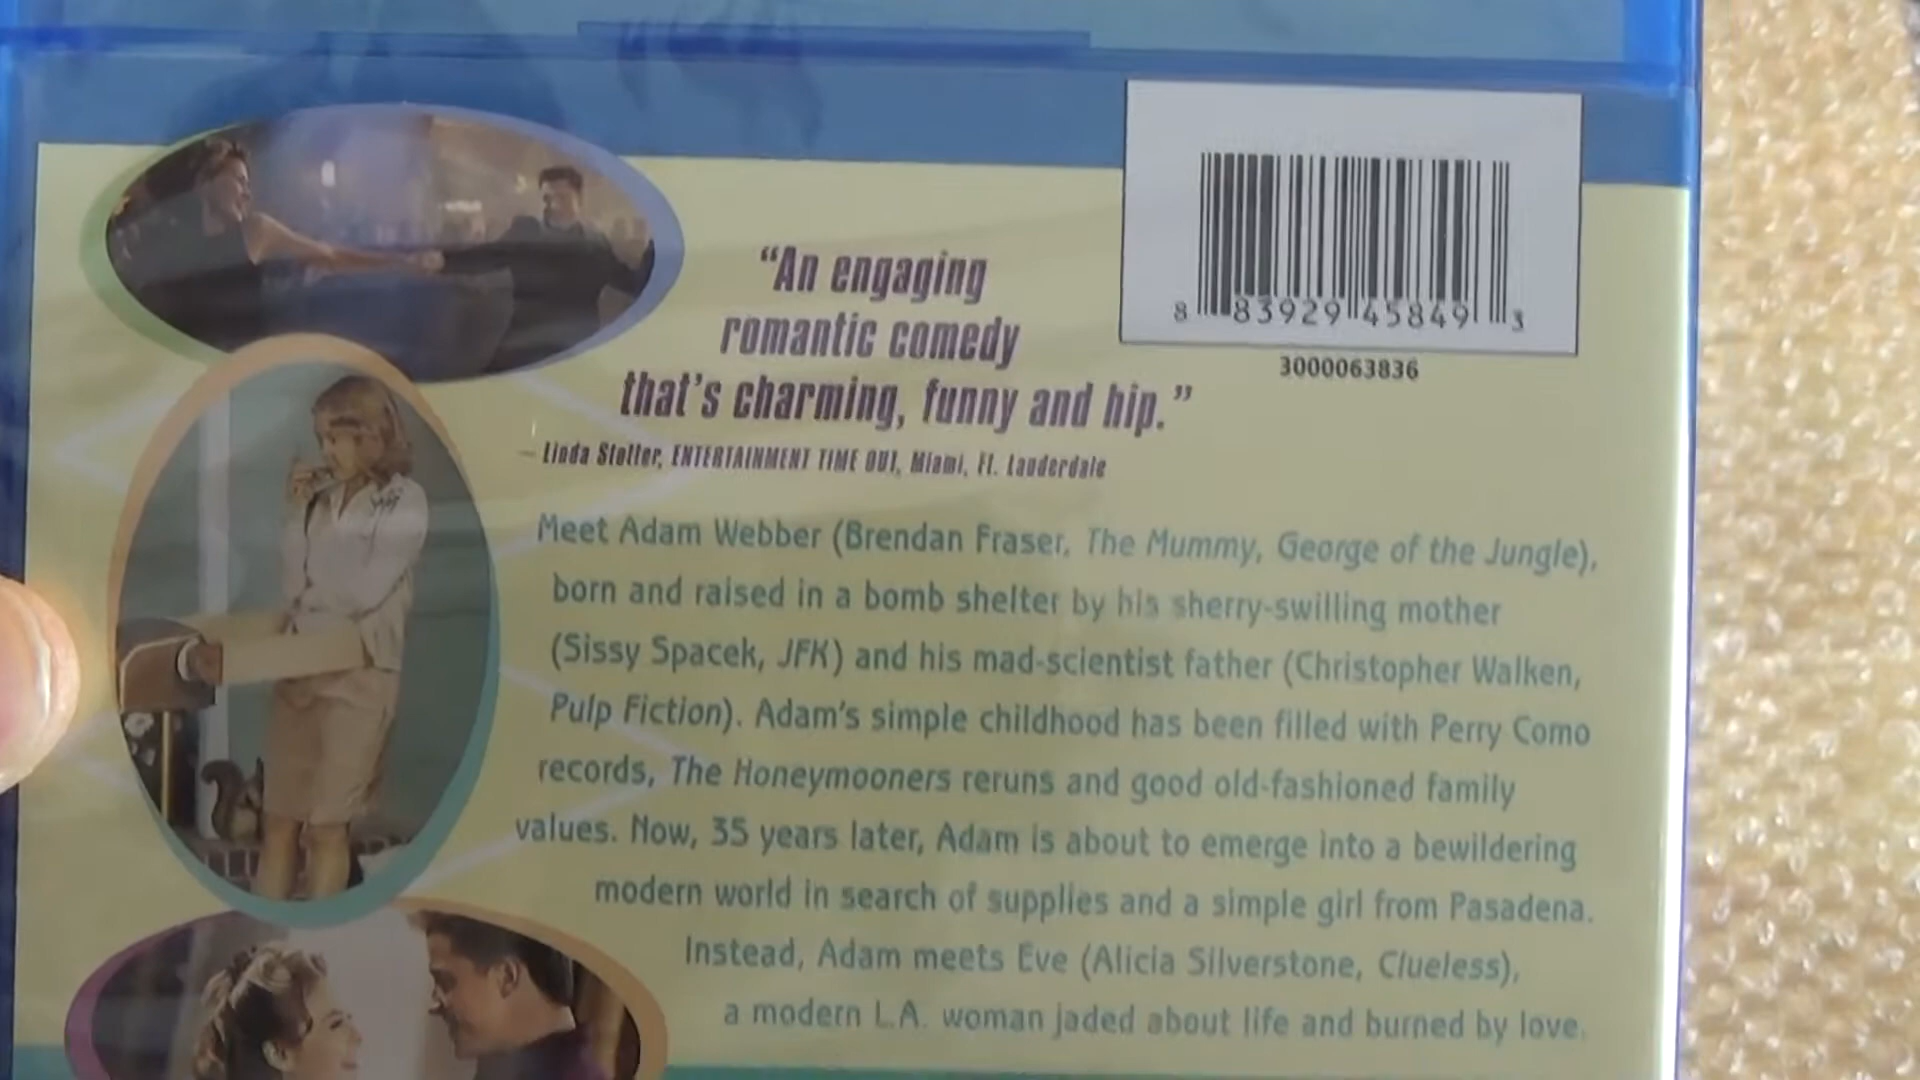 “An engaging
romantic comedy
that's charming, funny and hip.”
— Linda Stotter, ENTERTAINMENT TIME OUT, Miami, Ft. Lauderdale
8 83929 45849 3
3000063836
Meet Adam Webber (Brendan Fraser, The Mummy, George of the Jungle),
born and raised in a bomb shelter by his sherry-swilling mother
(Sissy Spacek, JFK) and his mad-scientist father (Christopher Walken,
Pulp Fiction). Adam's simple childhood has been filled with Perry Como
records, The Honeymooners reruns and good old-fashioned family
values. Now, 35 years later, Adam is about to emerge into a bewildering
modern world in search of supplies and a simple girl from Pasadena.
Instead, Adam meets Eve (Alicia Silverstone, Clueless),
a modern L.A. woman jaded about life and burned by love.